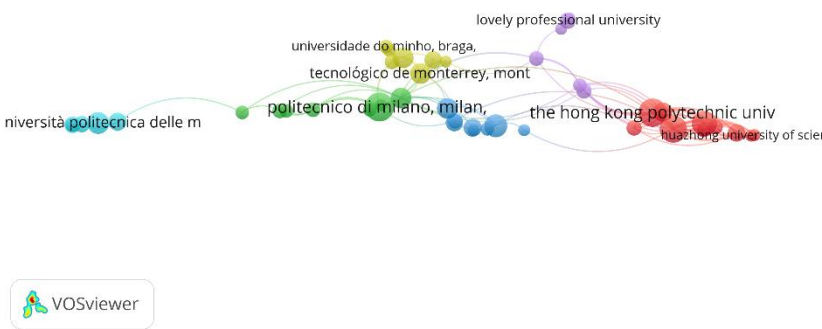 lovely professional university
universidade do minho, braga,
tecnológico de monterrey, mont
politecnico di milano, milan,
the hong kong polytechnic univ
niversità politecnica delle m
huazhong university of scien
VOSviewer